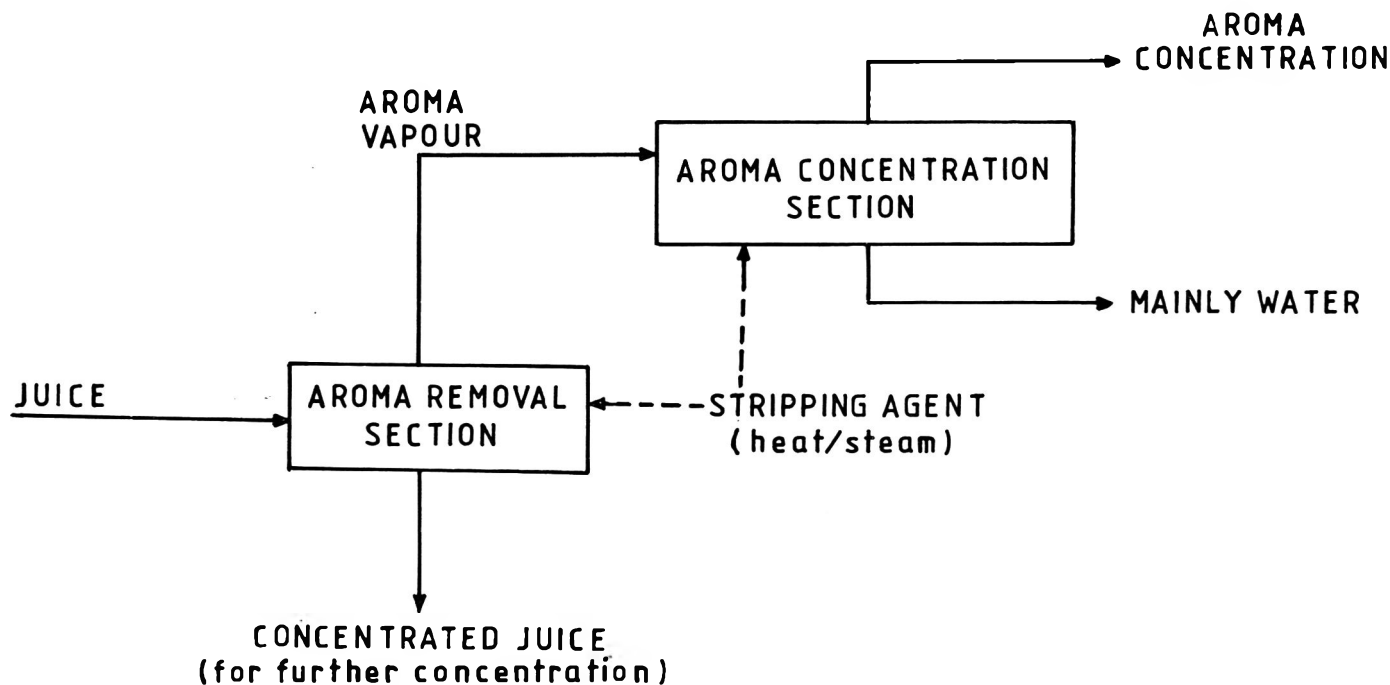 AROMA
CONCENTRATION
AROMA
VAPOUR
AROMA CONCENTRATION
SECTION
MAINLY WATER
JUICE
AROMA REMOVAL
SECTION
STRIPPING AGENT
(heat/steam)
CONCENTRATED JUICE
(for further concentration)